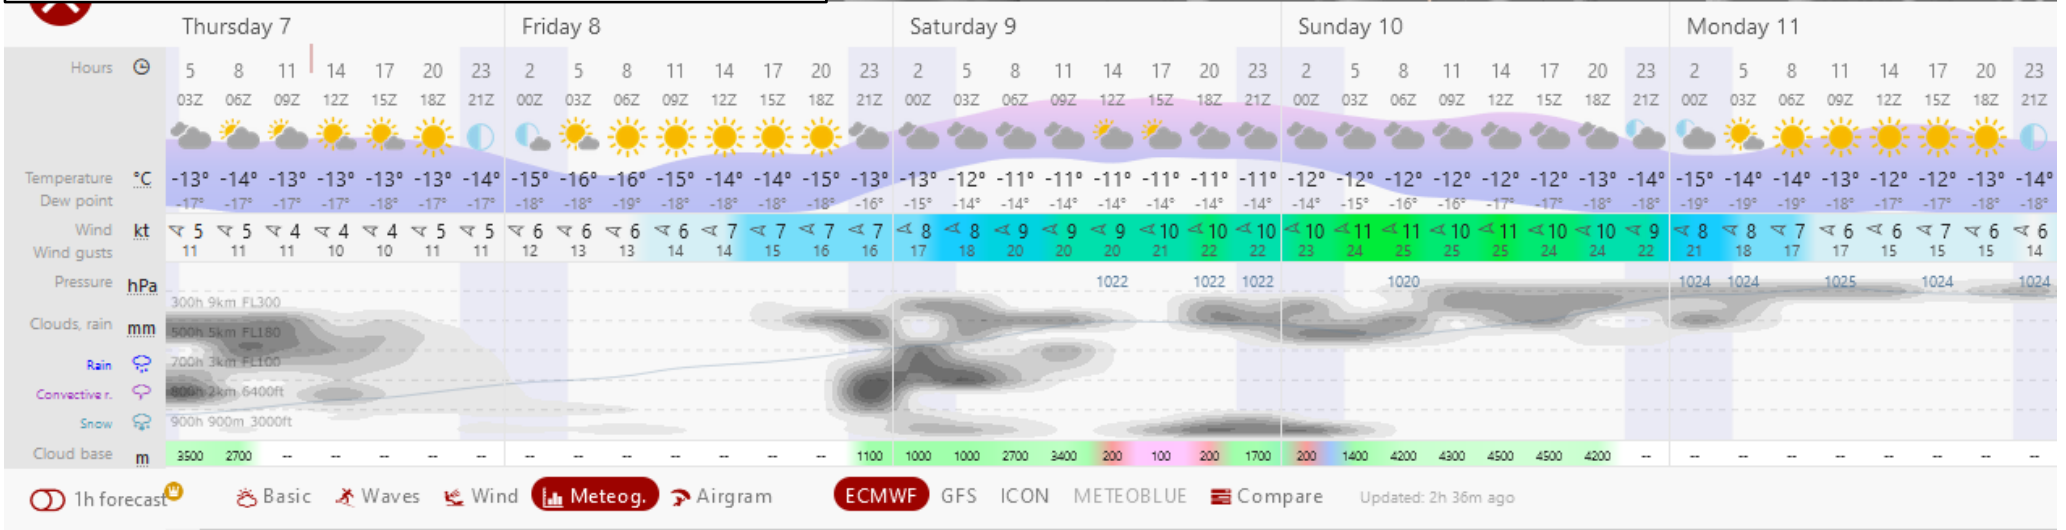 Thursday 7 Friday 8 Saturday 9 Sunday 10 Monday 11
Hours 5 8 11 14 17 20 23 2 5 8 11 14 17 20 23 2 5 8 11 14 17 20 23 2 5 8 11 14 17 20 23 2 5 8 11 14 17 20 23
03Z 06Z 09Z 12Z 15Z 18Z 21Z 00Z 03Z 06Z 09Z 12Z 15Z 18Z 21Z 00Z 03Z 06Z 09Z 12Z 15Z 18Z 21Z 00Z 03Z 06Z 09Z 12Z 15Z 18Z 21Z 00Z 03Z 06Z 09Z 12Z 15Z 18Z 21Z
Temperature °C -13° -14° -13° -13° -13° -13° -14° -15° -16° -16° -15° -14° -14° -15° -13° -13° -12° -11° -11° -11° -11° -11° -11° -12° -12° -12° -12° -12° -12° -13° -14° -15° -14° -14° -13° -12° -12° -13° -14°
Dew point -17° -17° -17° -17° -18° -17° -17° -18° -18° -19° -18° -18° -18° -18° -16° -15° -14° -14° -14° -14° -14° -14° -14° -14° -15° -16° -16° -17° -17° -18° -18° -19° -19° -19° -18° -18° -17° -18° -18°
Wind kt 5 5 4 4 4 5 5 6 6 6 6 7 7 7 7 8 8 9 9 9 10 10 10 10 11 11 10 11 10 10 9 8 8 7 6 6 7 6 6
Wind gusts 11 11 11 10 10 11 11 12 13 13 14 14 15 16 16 17 18 20 20 20 21 22 22 23 24 25 25 25 24 24 22 21 18 17 17 15 15 15 14
Pressure hPa 1022 1022 1022 1020 1024 1024 1025 1024 1024
300h 9km FL300
Clouds, rain mm
500h 5km FL180
Rain 700h 3km FL100
Convective r. 800h 2km 6400ft
Snow 900h 900m 3000ft
Cloud base m 3500 2700 -- -- -- -- -- -- -- -- -- -- -- -- 1100 1000 1000 2700 3400 200 100 200 1700 200 1400 4200 4300 4500 4500 4200 -- -- -- -- -- -- -- -- --
1h forecast Basic Waves Wind Meteog. Airgram ECMWF GFS ICON METEOBLUE Compare Updated: 2h 36m ago